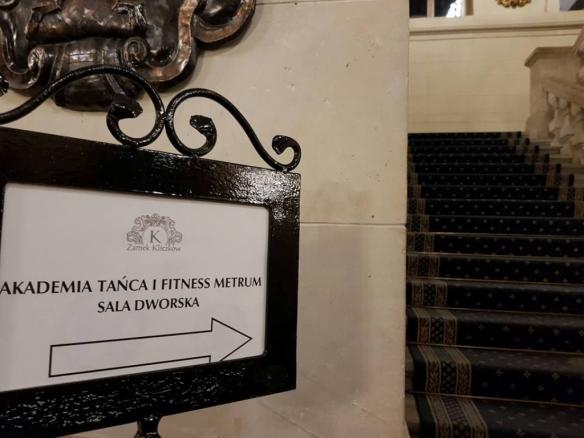 K
Zamek Kliczków
AKADEMIA TAŃCA I FITNESS METRUM
SALA DWORSKA